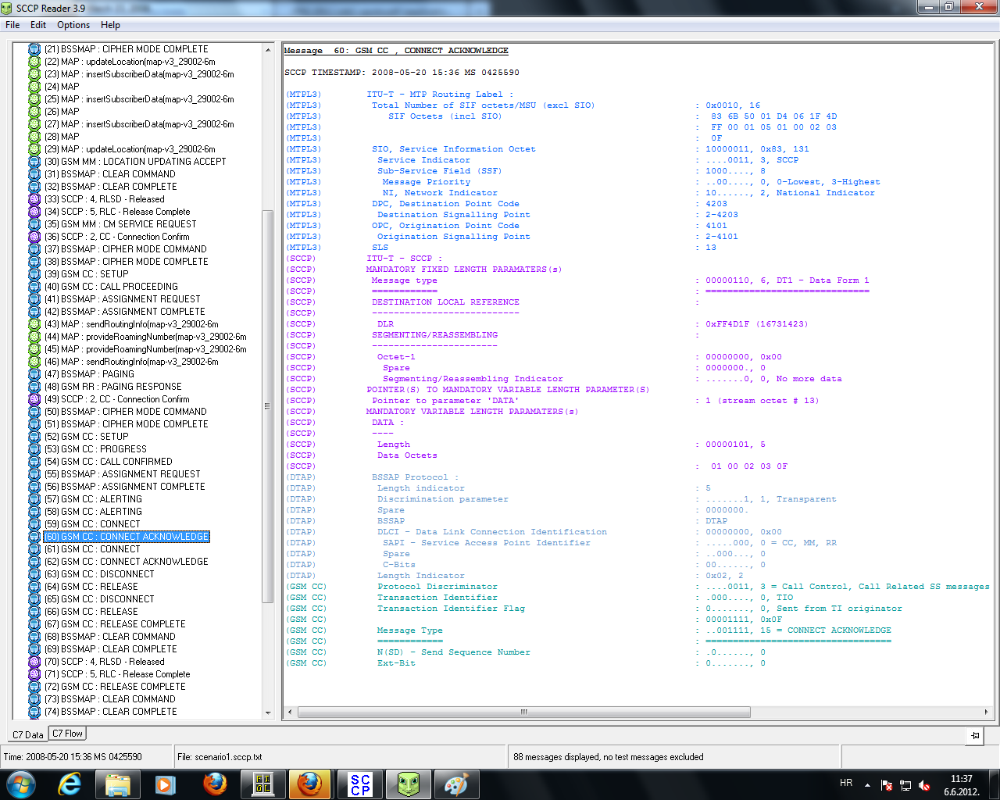 SCCP Reader 3.9
File Edit Options Help
(21) BSSMAP : CIPHER MODE COMPLETE
(22) MAP : updateLocation(map-v3_29002-6m
(23) MAP : insertSubscriberData(map-v3_29002-6m
(24) MAP
(25) MAP : insertSubscriberData(map-v3_29002-6m
(26) MAP
(27) MAP : insertSubscriberData(map-v3_29002-6m
(28) MAP
(29) MAP : updateLocation(map-v3_29002-6m
(30) GSM MM : LOCATION UPDATING ACCEPT
(31) BSSMAP : CLEAR COMMAND
(32) BSSMAP : CLEAR COMPLETE
(33) SCCP : 4, RLSD - Released
(34) SCCP : 5, RLC - Release Complete
(35) GSM MM : CM SERVICE REQUEST
(36) SCCP : 2, CC - Connection Confirm
(37) BSSMAP : CIPHER MODE COMMAND
(38) BSSMAP : CIPHER MODE COMPLETE
(39) GSM CC : SETUP
(40) GSM CC : CALL PROCEEDING
(41) BSSMAP : ASSIGNMENT REQUEST
(42) BSSMAP : ASSIGNMENT COMPLETE
(43) MAP : sendRoutingInfo(map-v3_29002-6m
(44) MAP : provideRoamingNumber(map-v3_29002-6m
(45) MAP : provideRoamingNumber(map-v3_29002-6m
(46) MAP : sendRoutingInfo(map-v3_29002-6m
(47) BSSMAP : PAGING
(48) GSM RR : PAGING RESPONSE
(49) SCCP : 2, CC - Connection Confirm
(50) BSSMAP : CIPHER MODE COMMAND
(51) BSSMAP : CIPHER MODE COMPLETE
(52) GSM CC : SETUP
(53) GSM CC : PROGRESS
(54) GSM CC : CALL CONFIRMED
(55) BSSMAP : ASSIGNMENT REQUEST
(56) BSSMAP : ASSIGNMENT COMPLETE
(57) GSM CC : ALERTING
(58) GSM CC : ALERTING
(59) GSM CC : CONNECT
(60) GSM CC : CONNECT ACKNOWLEDGE
(61) GSM CC : CONNECT
(62) GSM CC : CONNECT ACKNOWLEDGE
(63) GSM CC : DISCONNECT
(64) GSM CC : RELEASE
(65) GSM CC : DISCONNECT
(66) GSM CC : RELEASE
(67) GSM CC : RELEASE COMPLETE
(68) BSSMAP : CLEAR COMMAND
(69) BSSMAP : CLEAR COMPLETE
(70) SCCP : 4, RLSD - Released
(71) SCCP : 5, RLC - Release Complete
(72) GSM CC : RELEASE COMPLETE
(73) BSSMAP : CLEAR COMMAND
(74) BSSMAP : CLEAR COMPLETE
Message 60: GSM CC , CONNECT ACKNOWLEDGE
SCCP TIMESTAMP: 2008-05-20 15:36 MS 0425590
(MTPL3) ITU-T - MTP Routing Label :
(MTPL3) Total Number of SIF octets/MSU (excl SIO) : 0x0010, 16
(MTPL3) SIF Octets (incl SIO) : 83 6B 50 01 D4 06 1F 4D
(MTPL3) : FF 00 01 05 01 00 02 03
(MTPL3) : 0F
(MTPL3) SIO, Service Information Octet : 10000011, 0x83, 131
(MTPL3) Service Indicator : ....0011, 3, SCCP
(MTPL3) Sub-Service Field (SSF) : 1000...., 8
(MTPL3) Message Priority : ..00...., 0, 0-Lowest, 3-Highest
(MTPL3) NI, Network Indicator : 10......, 2, National Indicator
(MTPL3) DPC, Destination Point Code : 4203
(MTPL3) Destination Signalling Point : 2-4203
(MTPL3) OPC, Origination Point Code : 4101
(MTPL3) Origination Signalling Point : 2-4101
(MTPL3) SLS : 13
(SCCP) ITU-T - SCCP :
(SCCP) MANDATORY FIXED LENGTH PARAMATERS(s)
(SCCP) Message type : 00000110, 6, DT1 - Data Form 1
(SCCP) ============ : ==============================
(SCCP) DESTINATION LOCAL REFERENCE :
(SCCP) ---------------------------
(SCCP) DLR : 0xFF4D1F (16731423)
(SCCP) SEGMENTING/REASSEMBLING :
(SCCP) -----------------------
(SCCP) Octet-1 : 00000000, 0x00
(SCCP) Spare : 0000000., 0
(SCCP) Segmenting/Reassembling Indicator : .......0, 0, No more data
(SCCP) POINTER(S) TO MANDATORY VARIABLE LENGTH PARAMETER(S)
(SCCP) Pointer to parameter 'DATA' : 1 (stream octet # 13)
(SCCP) MANDATORY VARIABLE LENGTH PARAMATERS(s)
(SCCP) DATA :
(SCCP) ----
(SCCP) Length : 00000101, 5
(SCCP) Data Octets
(SCCP) : 01 00 02 03 0F
(DTAP) BSSAP Protocol :
(DTAP) Length indicator : 5
(DTAP) Discrimination parameter : .......1, 1, Transparent
(DTAP) Spare : 0000000.
(DTAP) BSSAP : DTAP
(DTAP) DLCI - Data Link Connection Identification : 00000000, 0x00
(DTAP) SAPI - Service Access Point Identifier : .....000, 0 = CC, MM, RR
(DTAP) Spare : ..000..., 0
(DTAP) C-Bits : 00......, 0
(DTAP) Length Indicator : 0x02, 2
(GSM CC) Protocol Discriminator : ....0011, 3 = Call Control, Call Related SS messages
(GSM CC) Transaction Identifier : .000...., 0, TIO
(GSM CC) Transaction Identifier Flag : 0......., 0, Sent from TI originator
(GSM CC) : 00001111, 0x0F
(GSM CC) Message Type : ..001111, 15 = CONNECT ACKNOWLEDGE
(GSM CC) ============ : ==================================
(GSM CC) N(SD) - Send Sequence Number : .0......, 0
(GSM CC) Ext-Bit : 0......., 0
C7 Data C7 Flow
Time: 2008-05-20 15:36 MS 0425590 File: scenario1.sccp.txt 88 messages displayed, no test messages excluded
SC
CP
HR
11:37
6.6.2012.